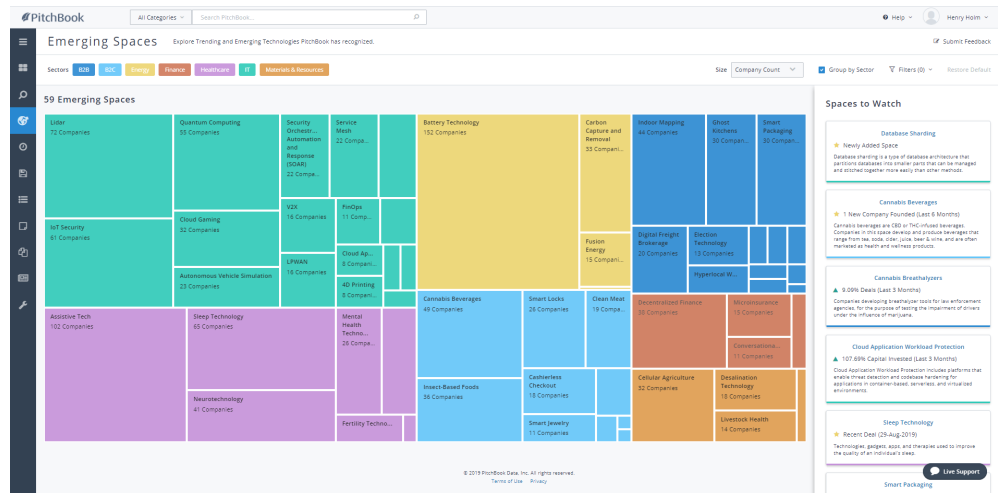 PitchBook
All Categories
Search PitchBook...
Help
Henry Hoim
Emerging Spaces
Explore Trending and Emerging Technologies PitchBook has recognized.
Submit Feedback
Sectors
B2B
B2C
Energy
Finance
Healthcare
IT
Materials & Resources
Size
Company Count
Group by Sector
Filters (0)
Restore Default
59 Emerging Spaces
Lidar
72 Companies
IoT Security
61 Companies
Quantum Computing
55 Companies
Cloud Gaming
32 Companies
Autonomous Vehicle Simulation
23 Companies
Security
Orchestr...
Automation
and
Response
(SOAR)
22 Compa...
Service
Mesh
22 Compa...
V2X
16 Companies
FinOps
11 Comp...
LPWAN
16 Companies
Cloud Ap...
8 Compani...
4D Printing
8 Compani...
Assistive Tech
102 Companies
Sleep Technology
65 Companies
Neurotechnology
41 Companies
Mental
Health
Techno...
26 Compa...
Fertility Techno...
Battery Technology
152 Companies
Carbon
Capture and
Removal
33 Compan...
Fusion
Energy
15 Compani...
Cannabis Beverages
49 Companies
Insect-Based Foods
36 Companies
Smart Locks
26 Companies
Clean Meat
19 Compa...
Cashierless
Checkout
18 Companies
Smart Jewelry
11 Companies
Indoor Mapping
44 Companies
Ghost
Kitchens
30 Compan...
Smart
Packaging
30 Compan...
Digital Freight
Brokerage
20 Companies
Election
Technology
13 Companies
Hyperlocal W...
Decentralized Finance
30 Companies
Microinsurance
15 Companies
Conversationa...
11 Companies
Cellular Agriculture
32 Companies
Desalination
Technology
18 Companies
Livestock Health
14 Companies
Spaces to Watch
Database Sharding
Newly Added Space
Database sharding is a type of database architecture that
partitions databases into smaller parts that can be managed
and stitched together more easily than other methods.
Cannabis Beverages
1 New Company Founded (Last 6 Months)
Cannabis beverages are CBD or THC-infused beverages.
Companies in this space develop and produce beverages that
range from tea, soda, cider, juice, beer & wine, and are often
marketed as health and wellness products.
Cannabis Breathalyzers
9.09% Deals (Last 3 Months)
Companies developing breathalyzer tools for law enforcement
agencies, for the purpose of testing the impairment of drivers
under the influence of marijuana.
Cloud Application Workload Protection
107.69% Capital Invested (Last 3 Months)
Cloud Application Workload Protection includes platforms that
enable threat detection and codebase hardening for
applications in container-based, serverless, and virtualized
environments.
Sleep Technology
Recent Deal (29-Aug-2019)
Technologies, gadgets, apps, and therapies used to improve
the quality of an individual's sleep.
Smart Packaging
Live Support
© 2019 PitchBook Data, Inc. All rights reserved.
Terms of Use
Privacy